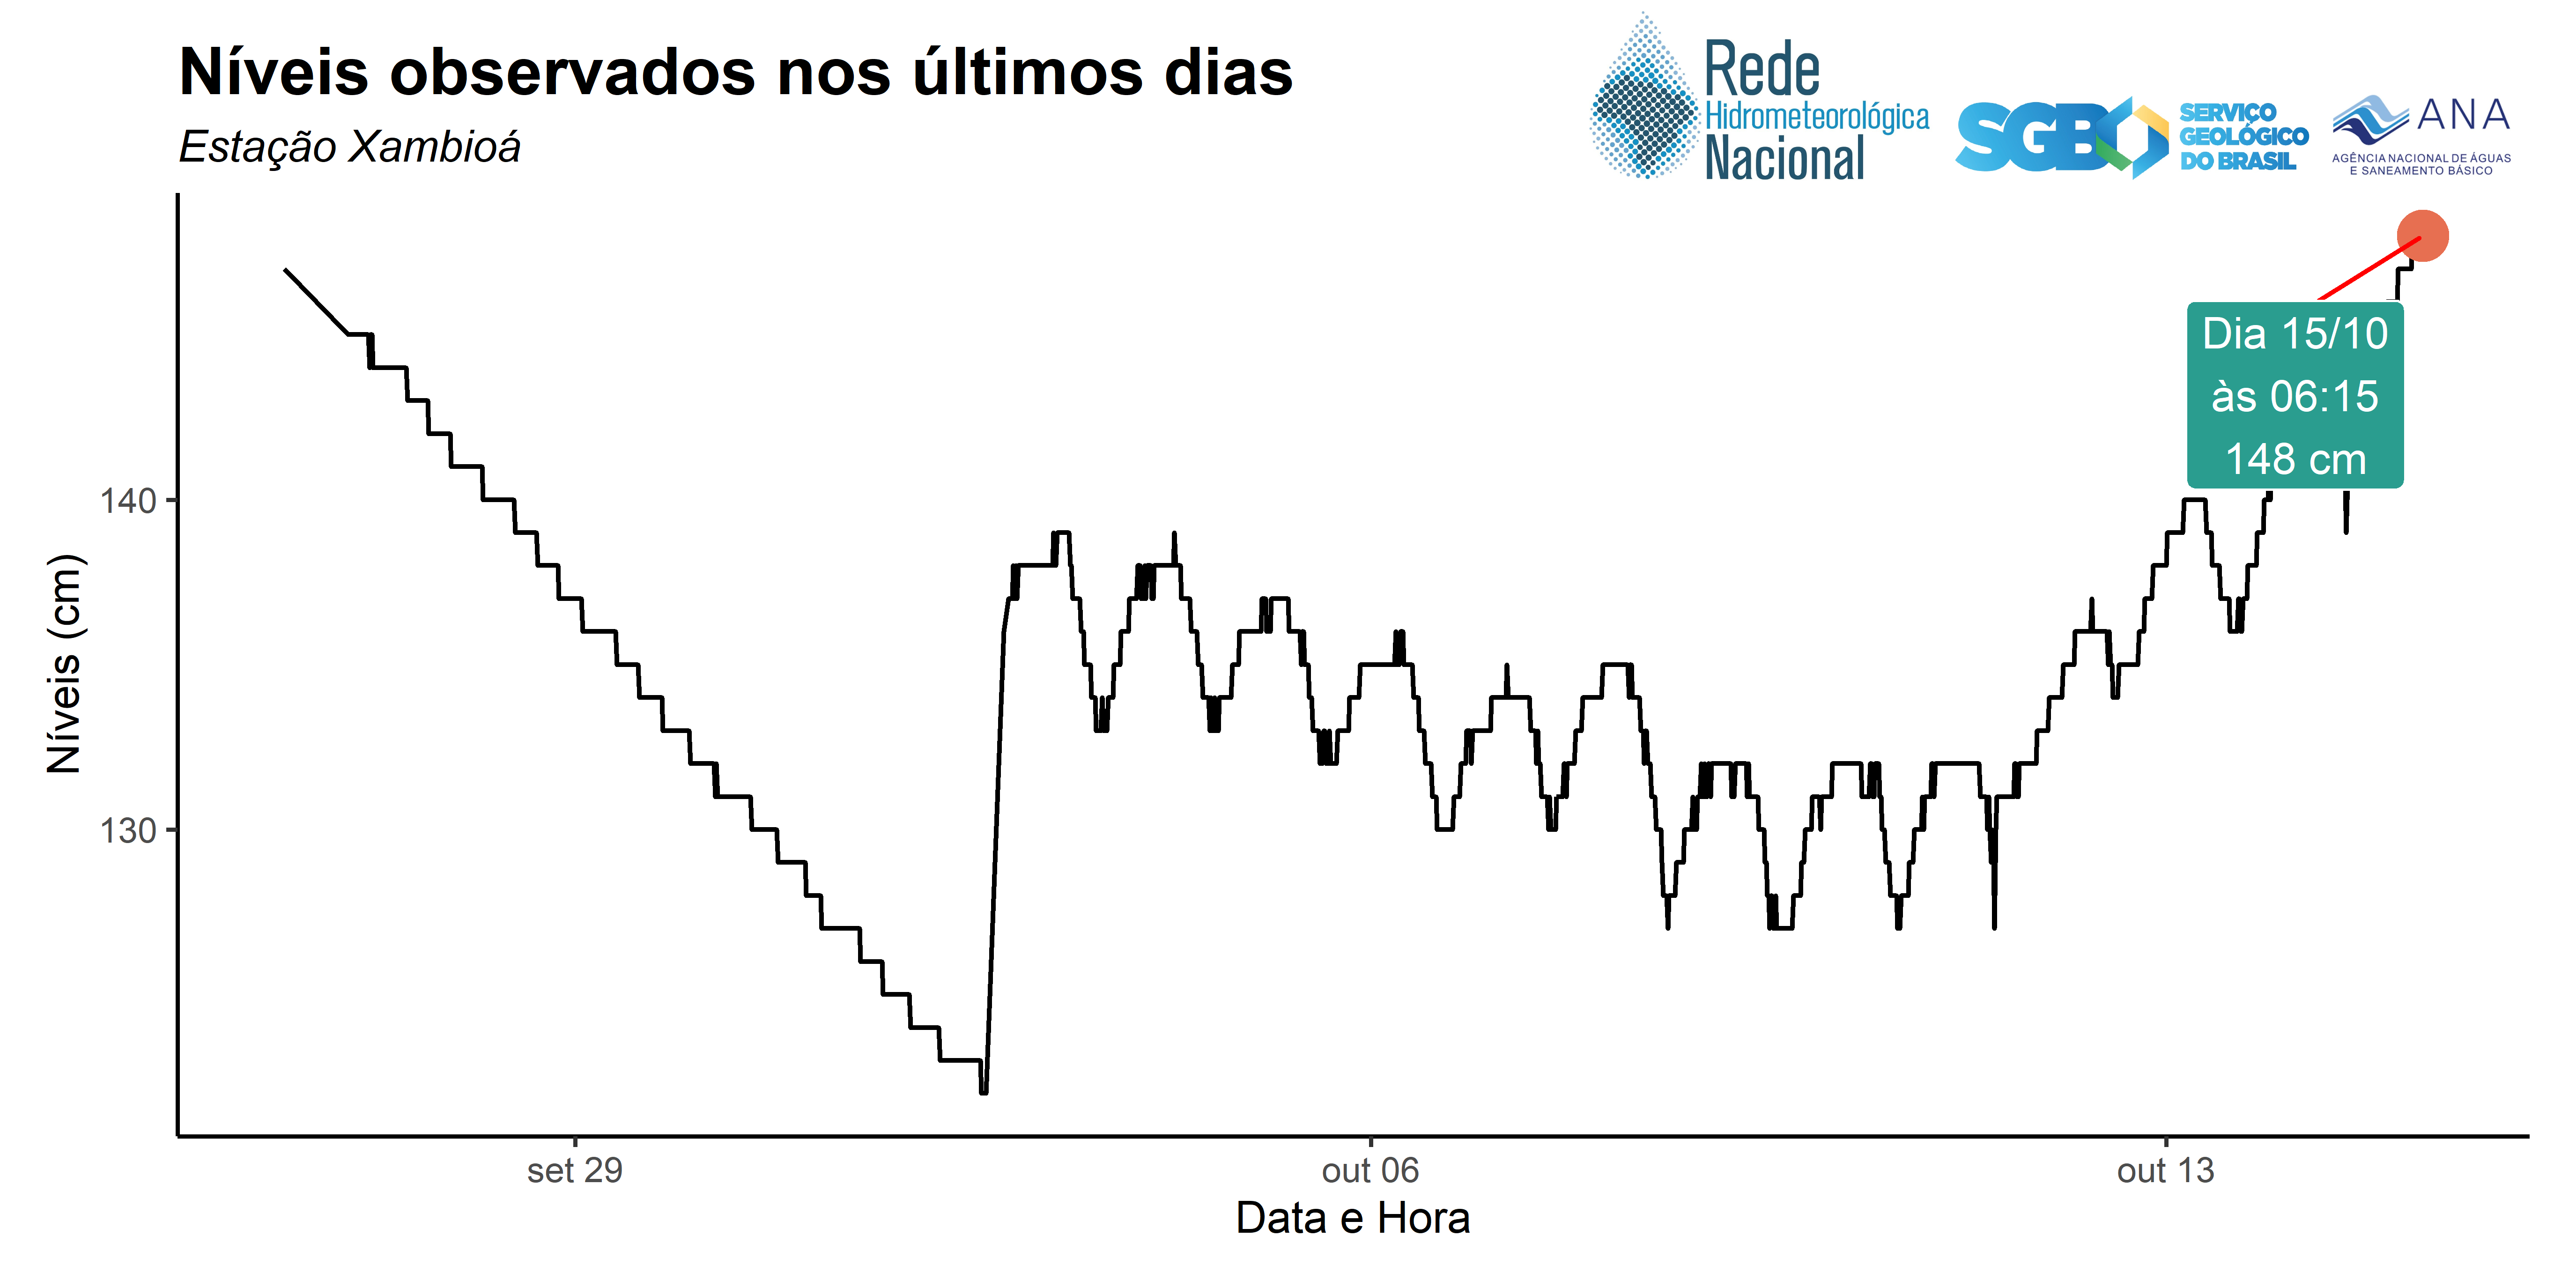 Níveis observados nos últimos dias
Estação Xambioá
Rede
Hidrometeorológica
Nacional
SGB
SERVIÇO
GEOLÓGICO
DO BRASIL
ANA
AGÊNCIA NACIONAL DE ÁGUAS
E SANEAMENTO BÁSICO
Dia 15/10
às 06:15
148 cm
140
130
Níveis (cm)
set 29
out 06
out 13
Data e Hora